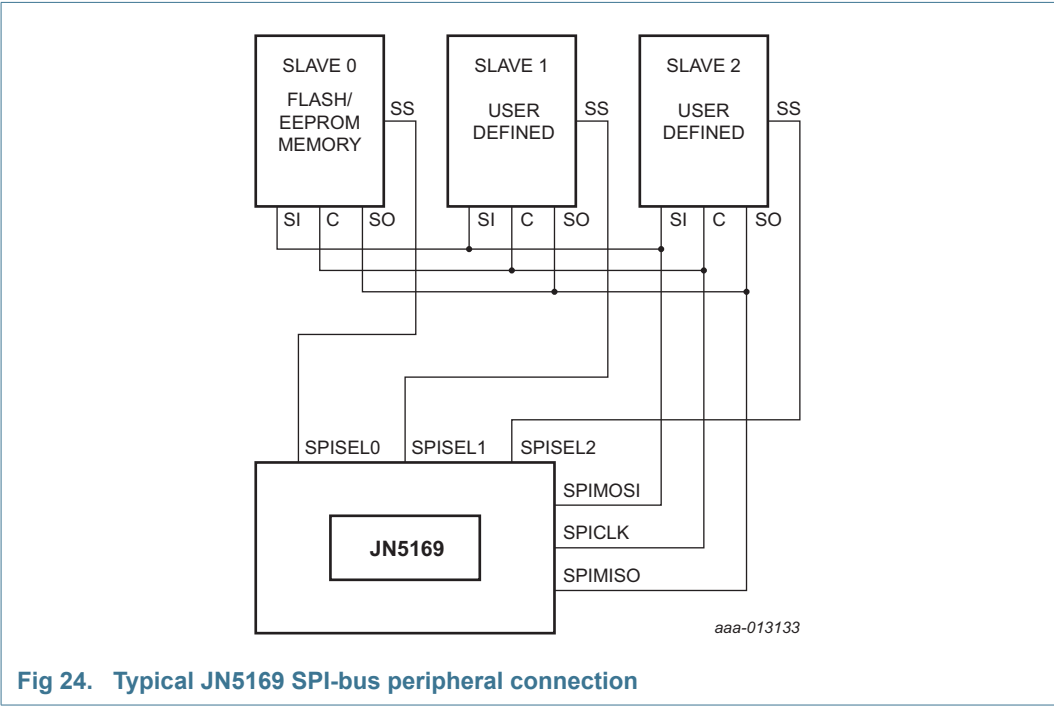 SLAVE 0
FLASH/
EEPROM
MEMORY
SS
SI
C
SO
SLAVE 1
USER
DEFINED
SS
SI
C
SO
SLAVE 2
USER
DEFINED
SS
SI
C
SO
SPISEL0
SPISEL1
SPISEL2
SPIMOSI
SPICLK
SPIMISO
JN5169
aaa-013133
Fig 24. Typical JN5169 SPI-bus peripheral connection